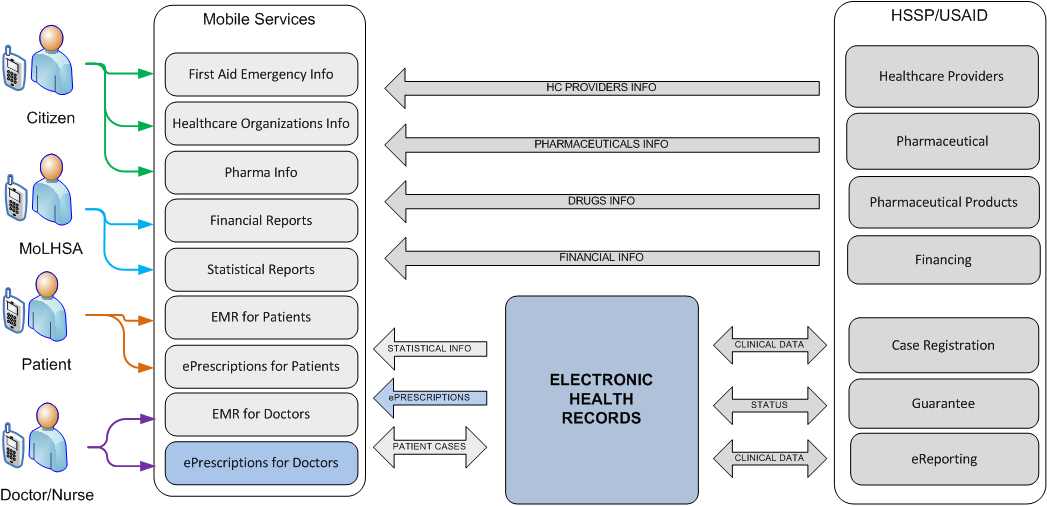 Mobile Services
HSSP/USAID
Citizen
MoLHSA
Patient
Doctor/Nurse
First Aid Emergency Info
Healthcare Organizations Info
Pharma Info
Financial Reports
Statistical Reports
EMR for Patients
ePrescriptions for Patients
EMR for Doctors
ePrescriptions for Doctors
HC PROVIDERS INFO
PHARMACEUTICALS INFO
DRUGS INFO
FINANCIAL INFO
STATISTICAL INFO
ePRESCRIPTIONS
PATIENT CASES
ELECTRONIC
HEALTH
RECORDS
CLINICAL DATA
STATUS
CLINICAL DATA
Healthcare Providers
Pharmaceutical
Pharmaceutical Products
Financing
Case Registration
Guarantee
eReporting